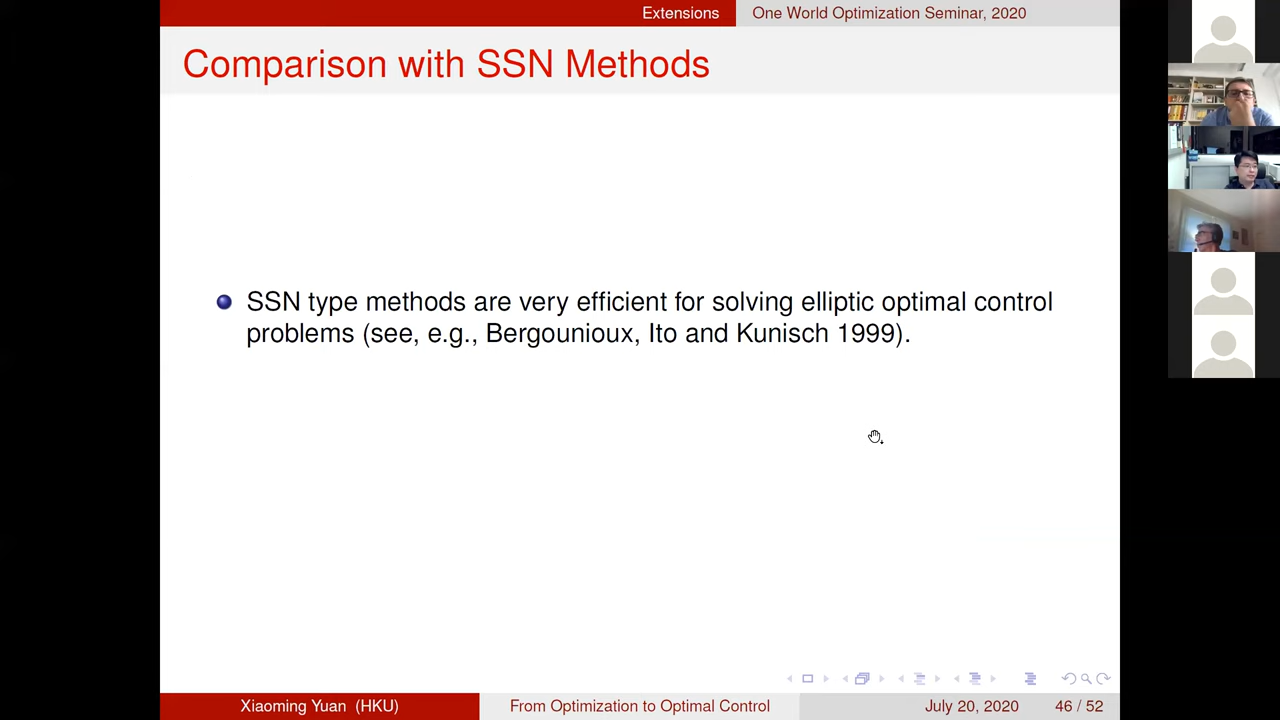 Extensions
One World Optimization Seminar, 2020
Comparison with SSN Methods
SSN type methods are very efficient for solving elliptic optimal control
problems (see, e.g., Bergounioux, Ito and Kunisch 1999).
Xiaoming Yuan (HKU)
From Optimization to Optimal Control
July 20, 2020
46 / 52